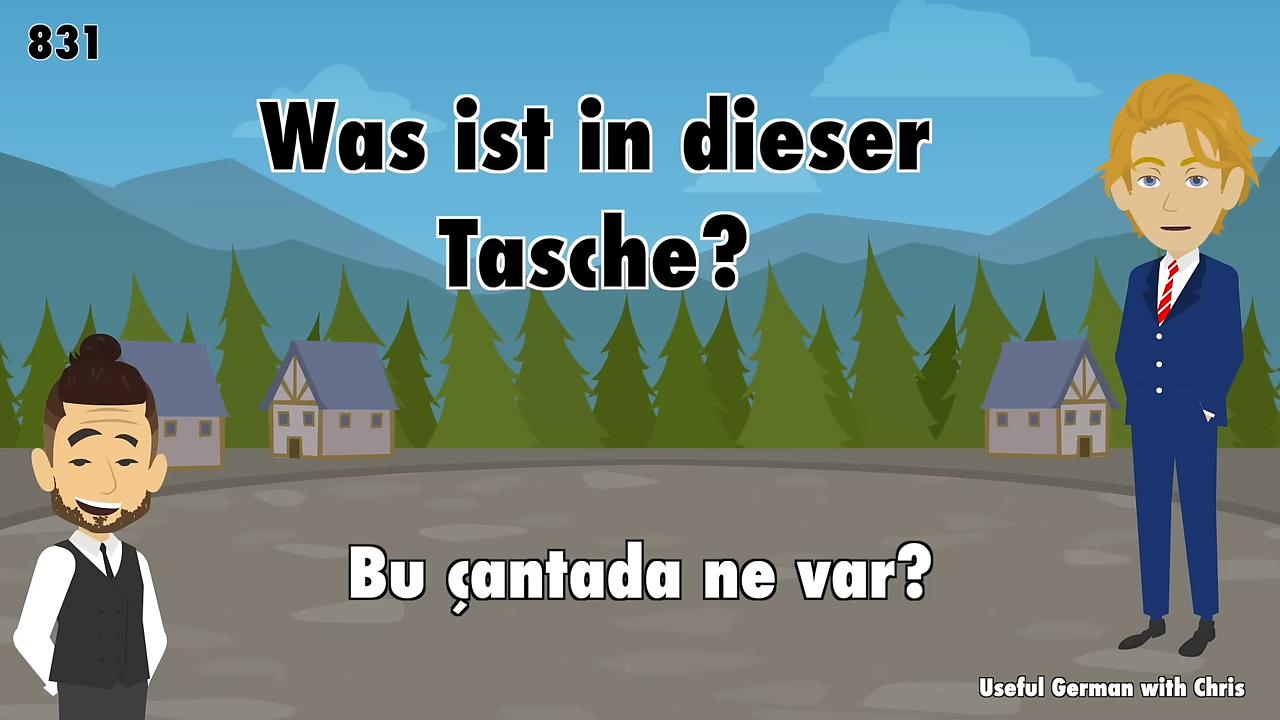 831
Was ist in dieser
Tasche?
Bu çantada ne var?
Useful German with Chris